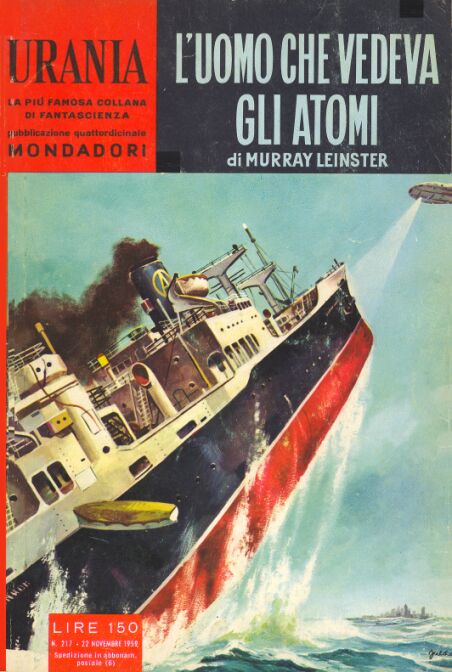 URANIA
LA PIÚ FAMOSA COLLANA
DI FANTASCIENZA
pubblicazione quattordicinale
MONDADORI
L'UOMO CHE VEDEVA
GLI ATOMI
di MURRAY LEINSTER
LIRE 150
N. 217 - 22 NOVEMBRE 1959
Spedizione in abbonam.
postale (6)